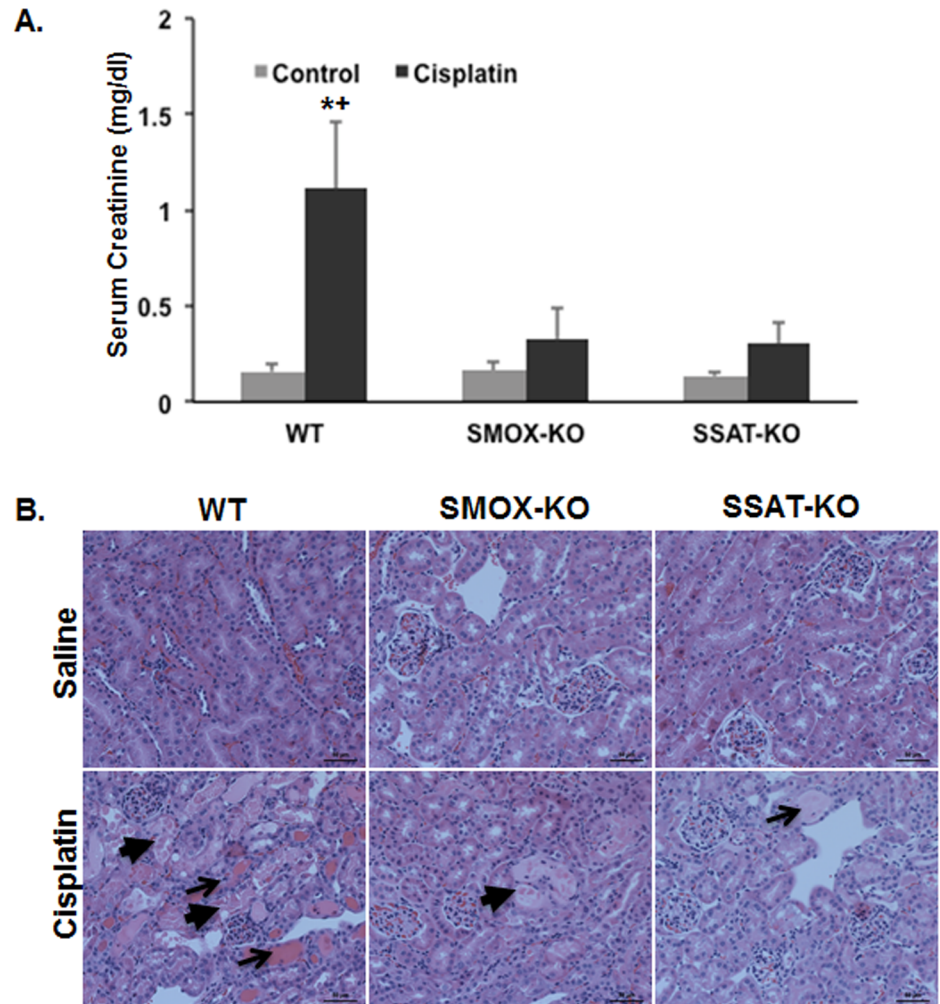 A.
2
Control Cisplatin
*+
1.5
1
0.5
0
Serum Creatinine (mg/dl)
WT SMOX-KO SSAT-KO
B. WT SMOX-KO SSAT-KO
Saline
Cisplatin